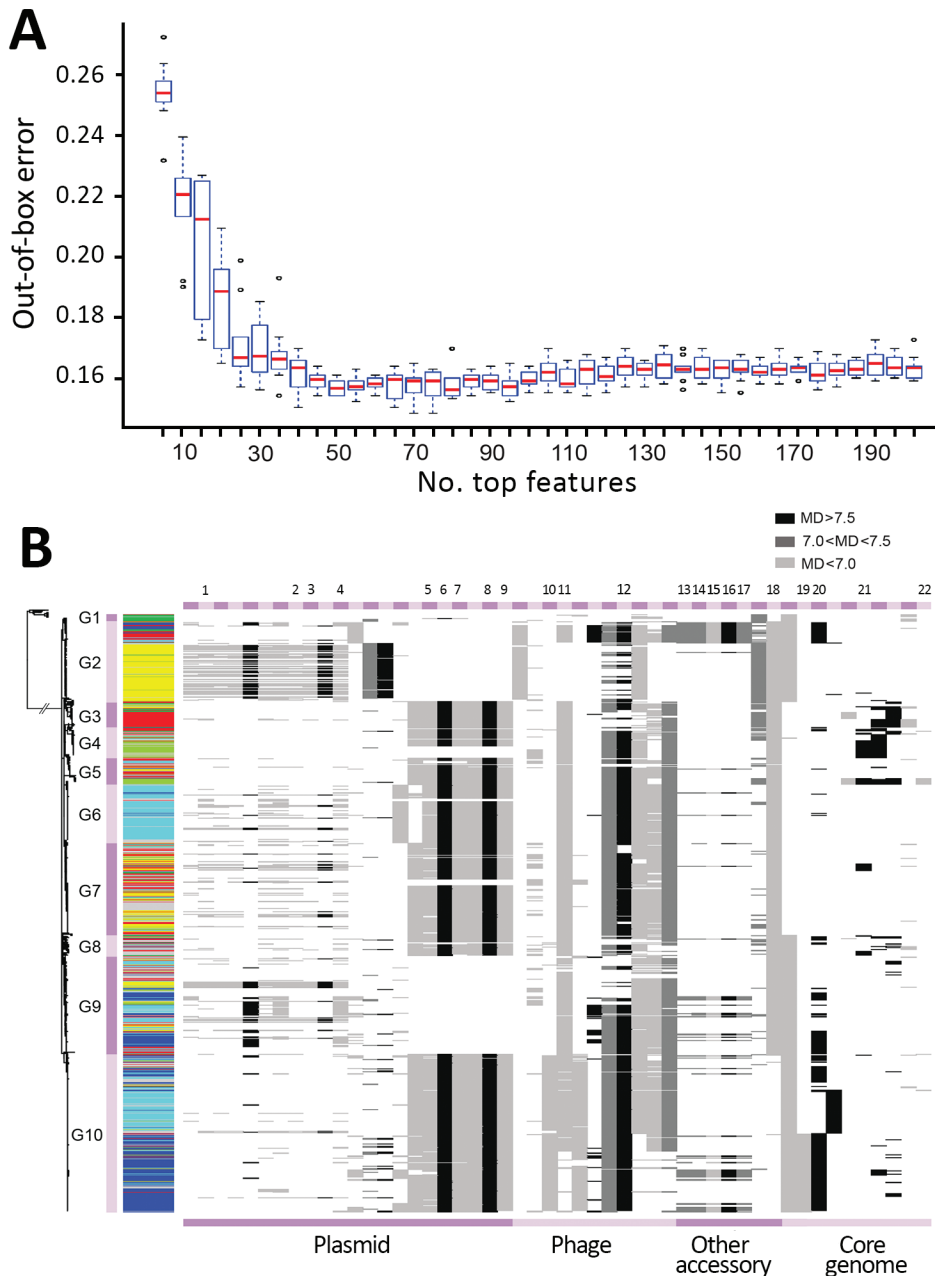 A
Out-of-box error
0.26
0.24
0.22
0.20
0.18
0.16
10 30 50 70 90 110 130 150 170 190
No. top features
B
MD>7.5
7.0<MD<7.5
MD<7.0
1 2 3 4 5 6 7 8 9 10 11 12 13 14 15 16 17 18 19 20 21 22
G1
G2
G3
G4
G5
G6
G7
G8
G9
G10
Plasmid Phage Other accessory Core genome